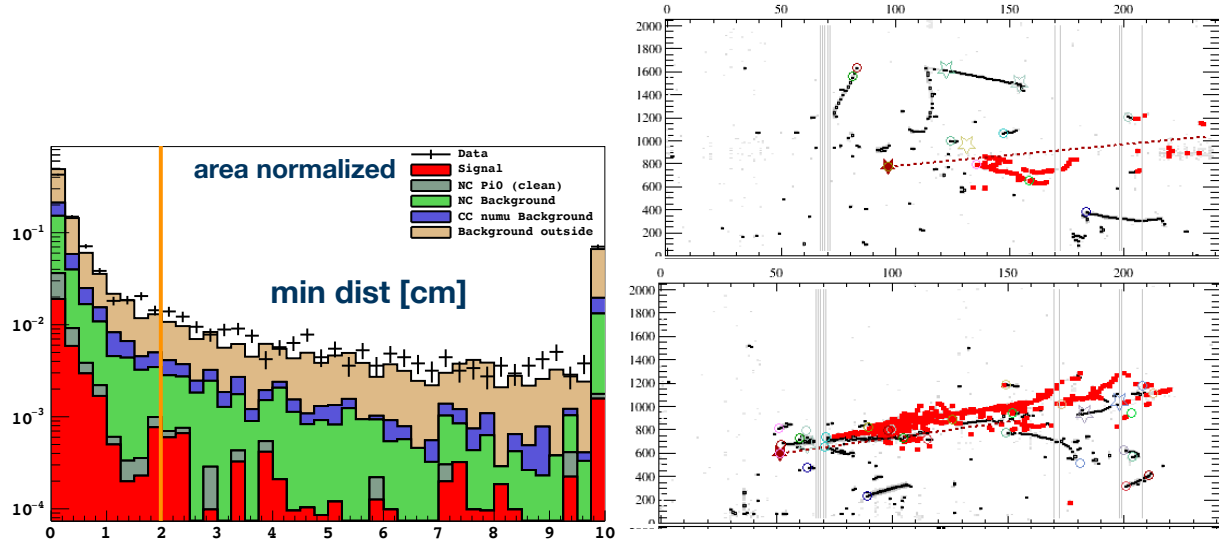 area normalized
Data
Signal
NC Pi0 (clean)
NC Background
CC numu Background
Background outside
min dist [cm]
10⁻¹
10⁻²
10⁻³
10⁻⁴
0 1 2 3 4 5 6 7 8 9 10
0 50 100 150 200
2000
1800
1600
1400
1200
1000
800
600
400
200
0
0 50 100 150 200
2000
1800
1600
1400
1200
1000
800
600
400
200
0